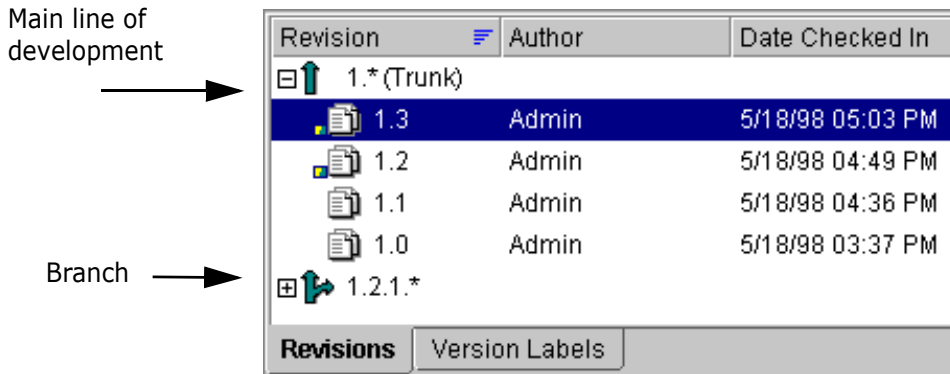 Main line of
development
Revision Author Date Checked In
1.* (Trunk)
1.3 Admin 5/18/98 05:03 PM
1.2 Admin 5/18/98 04:49 PM
1.1 Admin 5/18/98 04:36 PM
1.0 Admin 5/18/98 03:37 PM
Branch
1.2.1.*
Revisions Version Labels